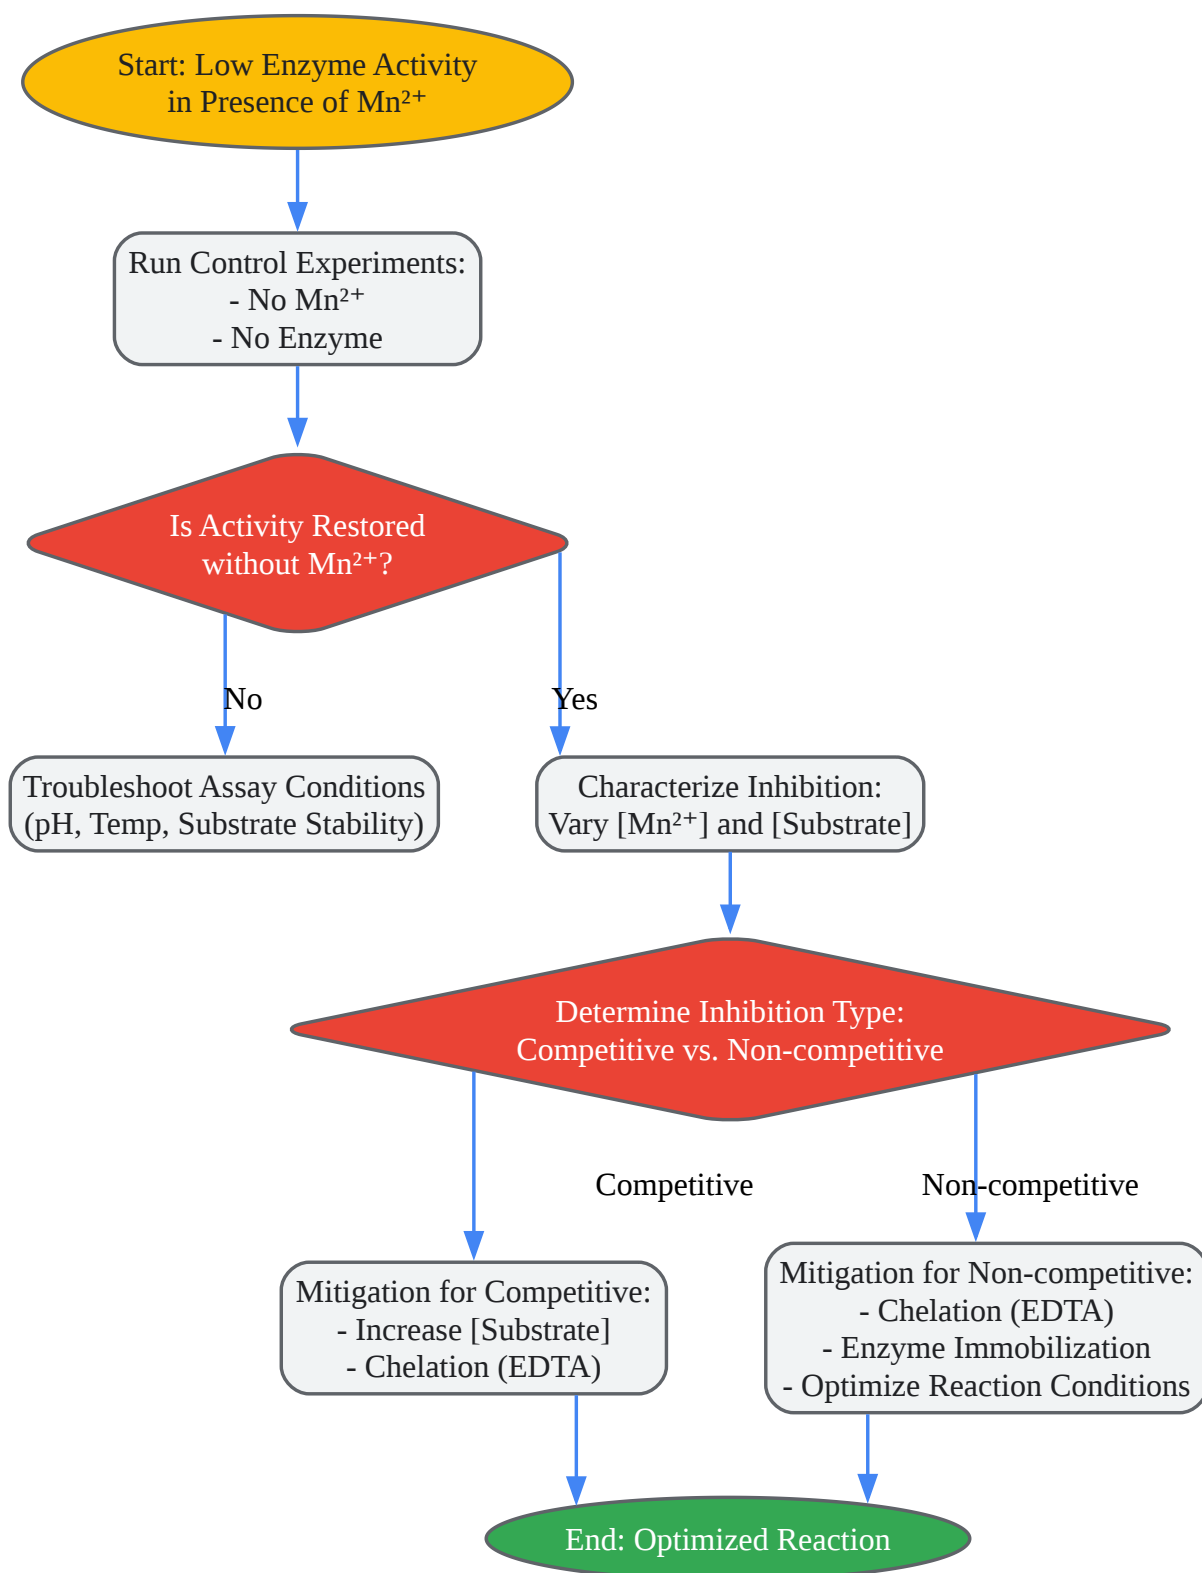 Start: Low Enzyme Activity
in Presence of Mn²⁺
Run Control Experiments:
- No Mn²⁺
- No Enzyme
Is Activity Restored
without Mn²⁺?
No
Yes
Troubleshoot Assay Conditions
(pH, Temp, Substrate Stability)
Characterize Inhibition:
Vary [Mn²⁺] and [Substrate]
Determine Inhibition Type:
Competitive vs. Non-competitive
Competitive
Non-competitive
Mitigation for Competitive:
- Increase [Substrate]
- Chelation (EDTA)
Mitigation for Non-competitive:
- Chelation (EDTA)
- Enzyme Immobilization
- Optimize Reaction Conditions
End: Optimized Reaction